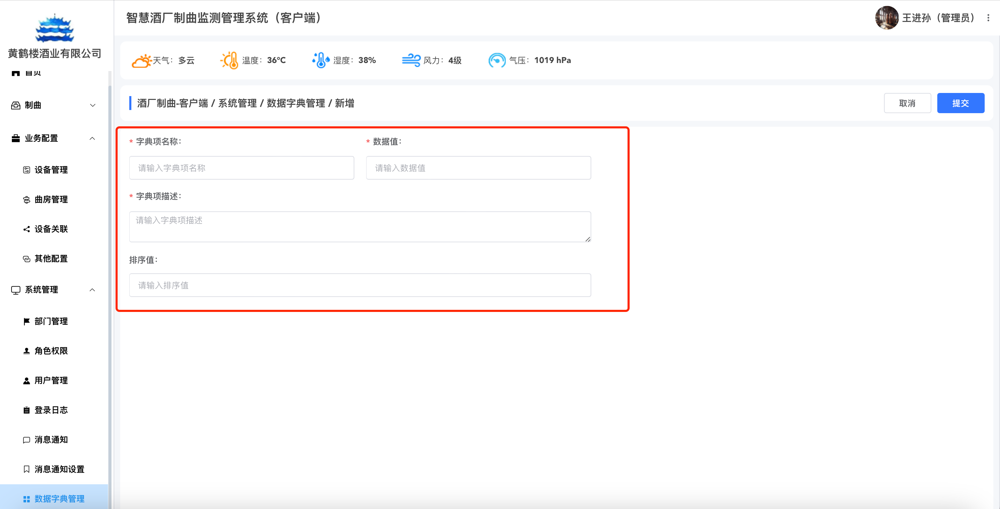 智慧酒厂制曲监测管理系统（客户端）
王进孙（管理员）
黄鹤楼酒业有限公司
天气： 多云
温度： 36°C
湿度： 38%
风力： 4级
气压： 1019 hPa
首页
制曲
业务配置
设备管理
曲房管理
设备关联
其他配置
系统管理
部门管理
角色权限
用户管理
登录日志
消息通知
消息通知设置
数据字典管理
酒厂制曲-客户端 / 系统管理 / 数据字典管理 / 新增
取消
提交
* 字典项名称：
请输入字典项名称
* 数据值：
请输入数据值
* 字典项描述：
请输入字典项描述
排序值：
请输入排序值